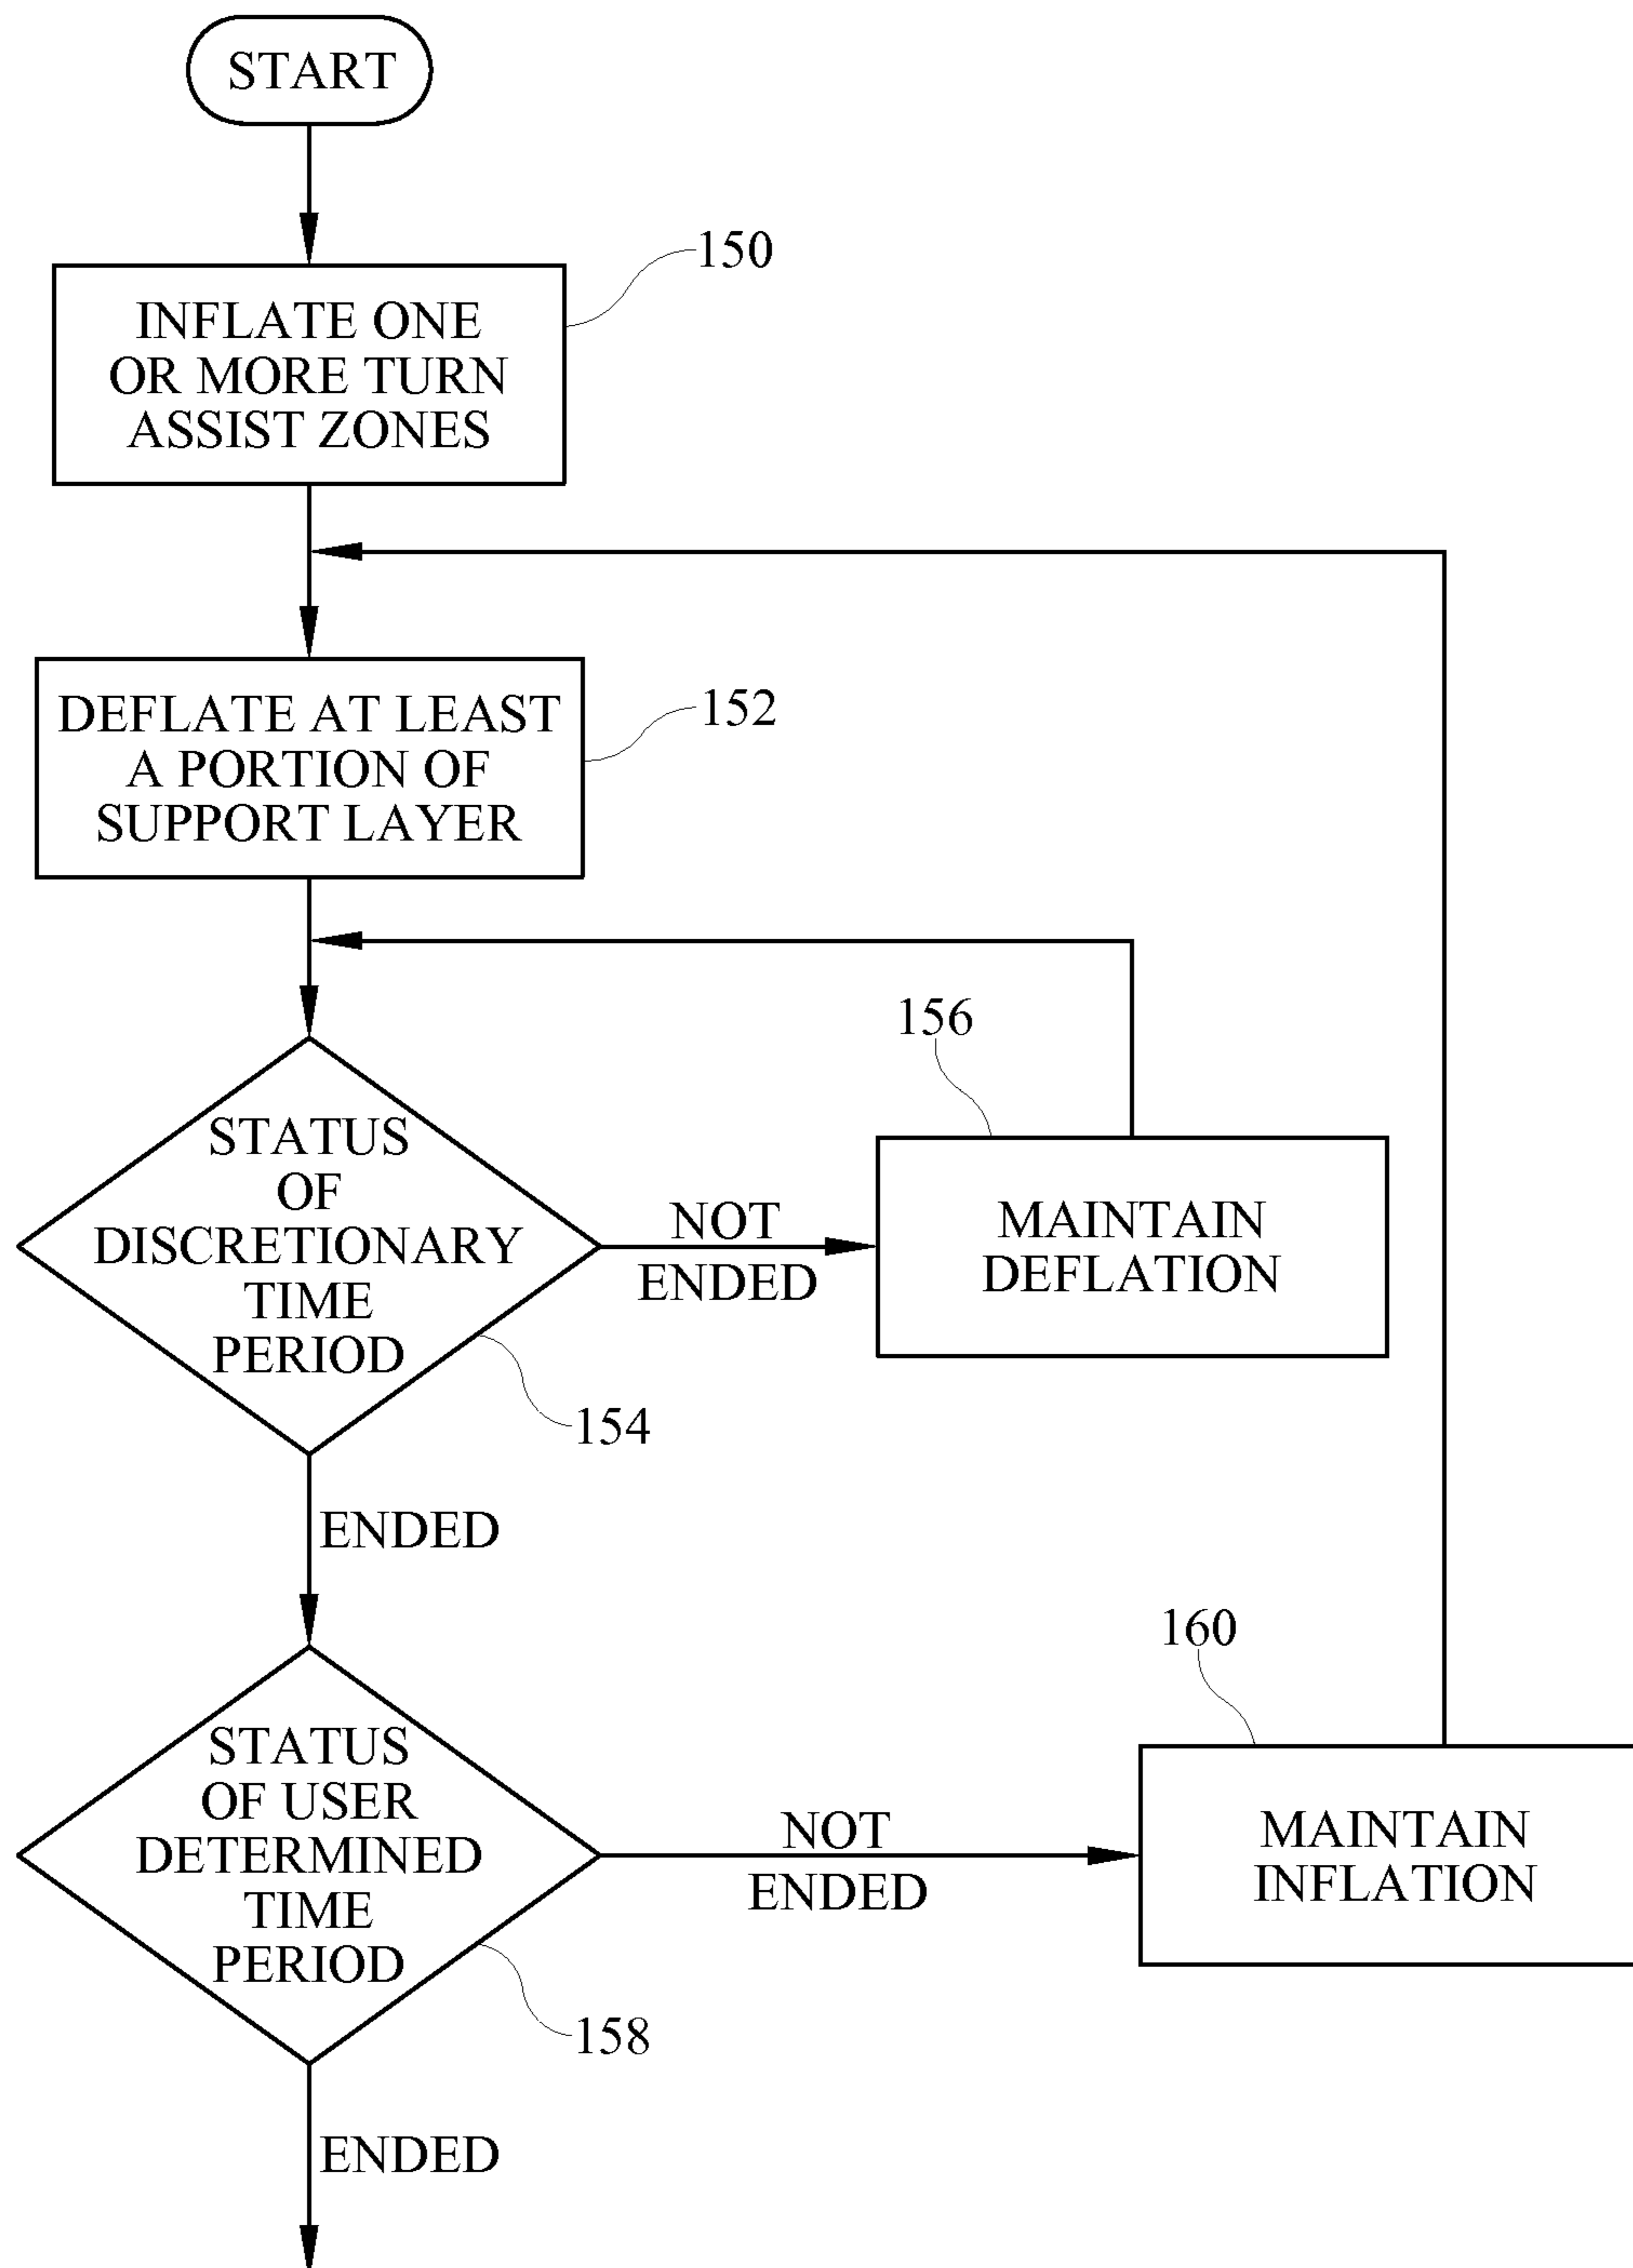 START
150
INFLATE ONE
OR MORE TURN
ASSIST ZONES
152
DEFLATE AT LEAST
A PORTION OF
SUPPORT LAYER
156
STATUS
OF
DISCRETIONARY
TIME
PERIOD
NOT
ENDED
MAINTAIN
DEFLATION
154
ENDED
160
STATUS
OF USER
DETERMINED
TIME
PERIOD
NOT
ENDED
MAINTAIN
INFLATION
158
ENDED